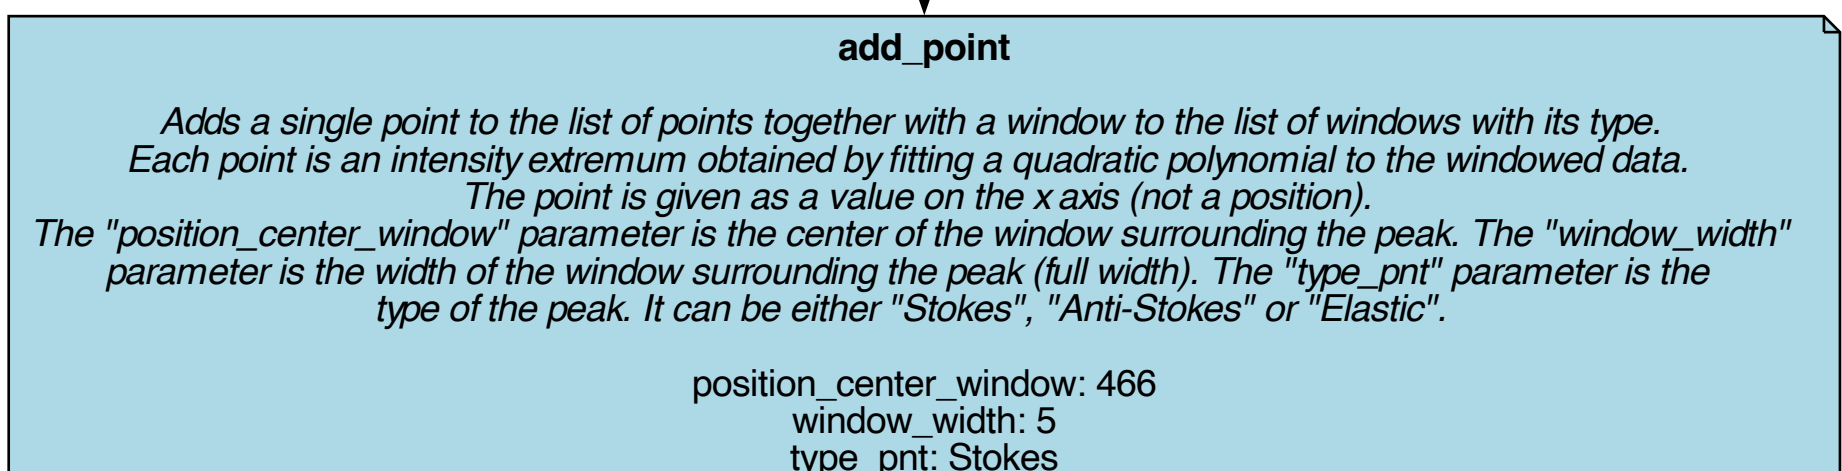 add_point
Adds a single point to the list of points together with a window to the list of windows with its type.
Each point is an intensity extremum obtained by fitting a quadratic polynomial to the windowed data.
The point is given as a value on the x axis (not a position).
The "position_center_window" parameter is the center of the window surrounding the peak. The "window_width"
parameter is the width of the window surrounding the peak (full width). The "type_pnt" parameter is the
type of the peak. It can be either "Stokes", "Anti-Stokes" or "Elastic".
position_center_window: 466
window_width: 5
type_pnt: Stokes